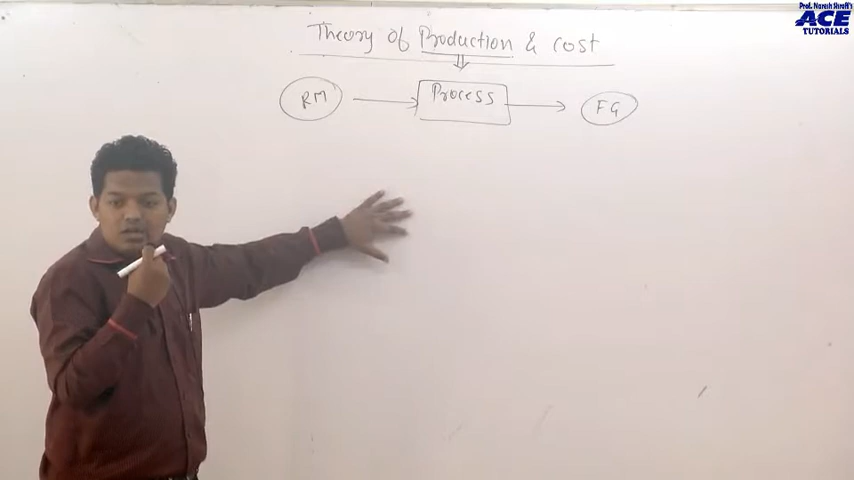 Prof. Naresh Shroff's
ACE
TUTORIALS
Theory of Production & cost
RM
Process
FG